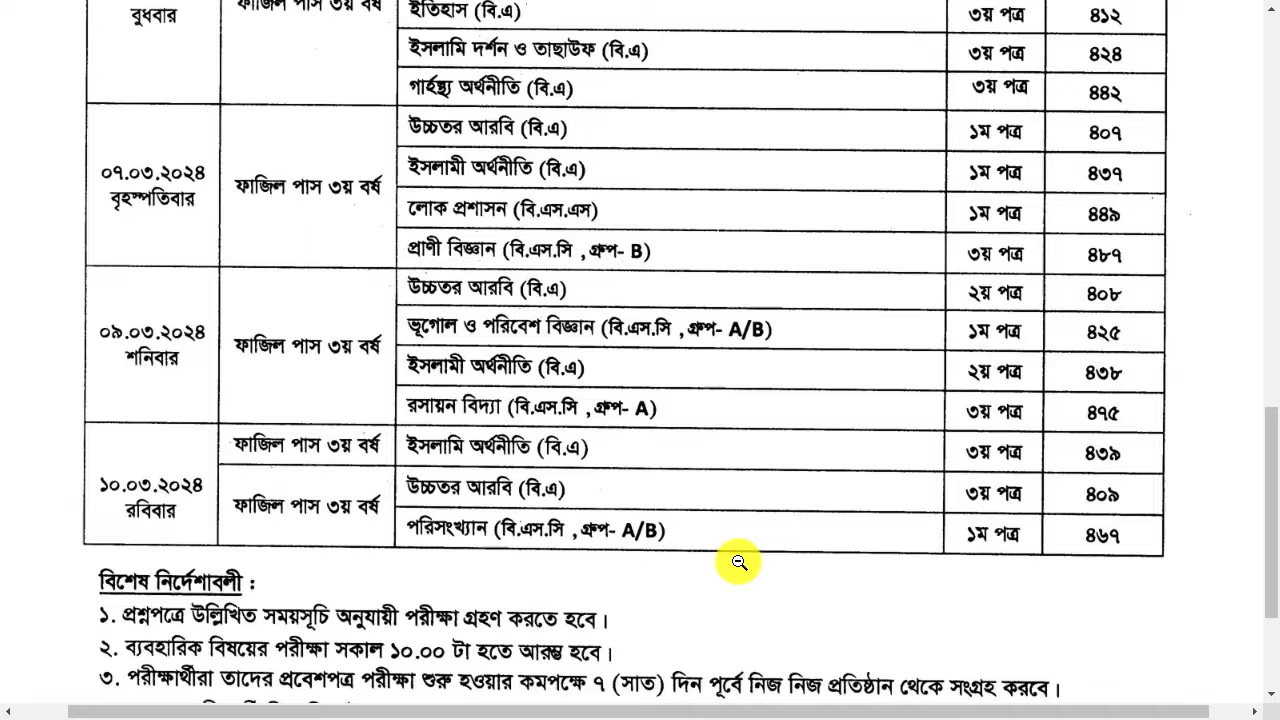 বুধবার ফাজিল পাস ৩য় বর্ষ ইতিহাস (বি.এ) ৩য় পত্র ৪১২
ইসলামি দর্শন ও তাছাউফ (বি.এ) ৩য় পত্র ৪২৪
গার্হস্থ্য অর্থনীতি (বি.এ) ৩য় পত্র ৪৪২
০৭.০৩.২০২৪
বৃহস্পতিবার
ফাজিল পাস ৩য় বর্ষ
উচ্চতর আরবি (বি.এ) ১ম পত্র ৪০৭
ইসলামী অর্থনীতি (বি.এ) ১ম পত্র ৪৩৭
লোক প্রশাসন (বি.এস.এস) ১ম পত্র ৪৪৯
প্রাণী বিজ্ঞান (বি.এস.সি ,গ্রুপ- B) ৩য় পত্র ৪৮৭
০৯.০৩.২০২৪
শনিবার
ফাজিল পাস ৩য় বর্ষ
উচ্চতর আরবি (বি.এ) ২য় পত্র ৪০৮
ভূগোল ও পরিবেশ বিজ্ঞান (বি.এস.সি ,গ্রুপ- A/B) ১ম পত্র ৪২৫
ইসলামী অর্থনীতি (বি.এ) ২য় পত্র ৪৩৮
রসায়ন বিদ্যা (বি.এস.সি ,গ্রুপ- A) ৩য় পত্র ৪৭৫
১০.০৩.২০২৪
রবিবার
ফাজিল পাস ৩য় বর্ষ ইসলামি অর্থনীতি (বি.এ) ৩য় পত্র ৪৩৯
ফাজিল পাস ৩য় বর্ষ
উচ্চতর আরবি (বি.এ) ৩য় পত্র ৪০৯
পরিসংখ্যান (বি.এস.সি ,গ্রুপ- A/B) ১ম পত্র ৪৬৭
বিশেষ নির্দেশাবলী :
১. প্রশ্নপত্রে উল্লিখিত সময়সূচি অনুযায়ী পরীক্ষা গ্রহণ করতে হবে।
২. ব্যবহারিক বিষয়ের পরীক্ষা সকাল ১০.০০ টা হতে আরম্ভ হবে।
৩. পরীক্ষার্থীরা তাদের প্রবেশপত্র পরীক্ষা শুরু হওয়ার কমপক্ষে ৭ (সাত) দিন পূর্বে নিজ নিজ প্রতিষ্ঠান থেকে সংগ্রহ করবে।